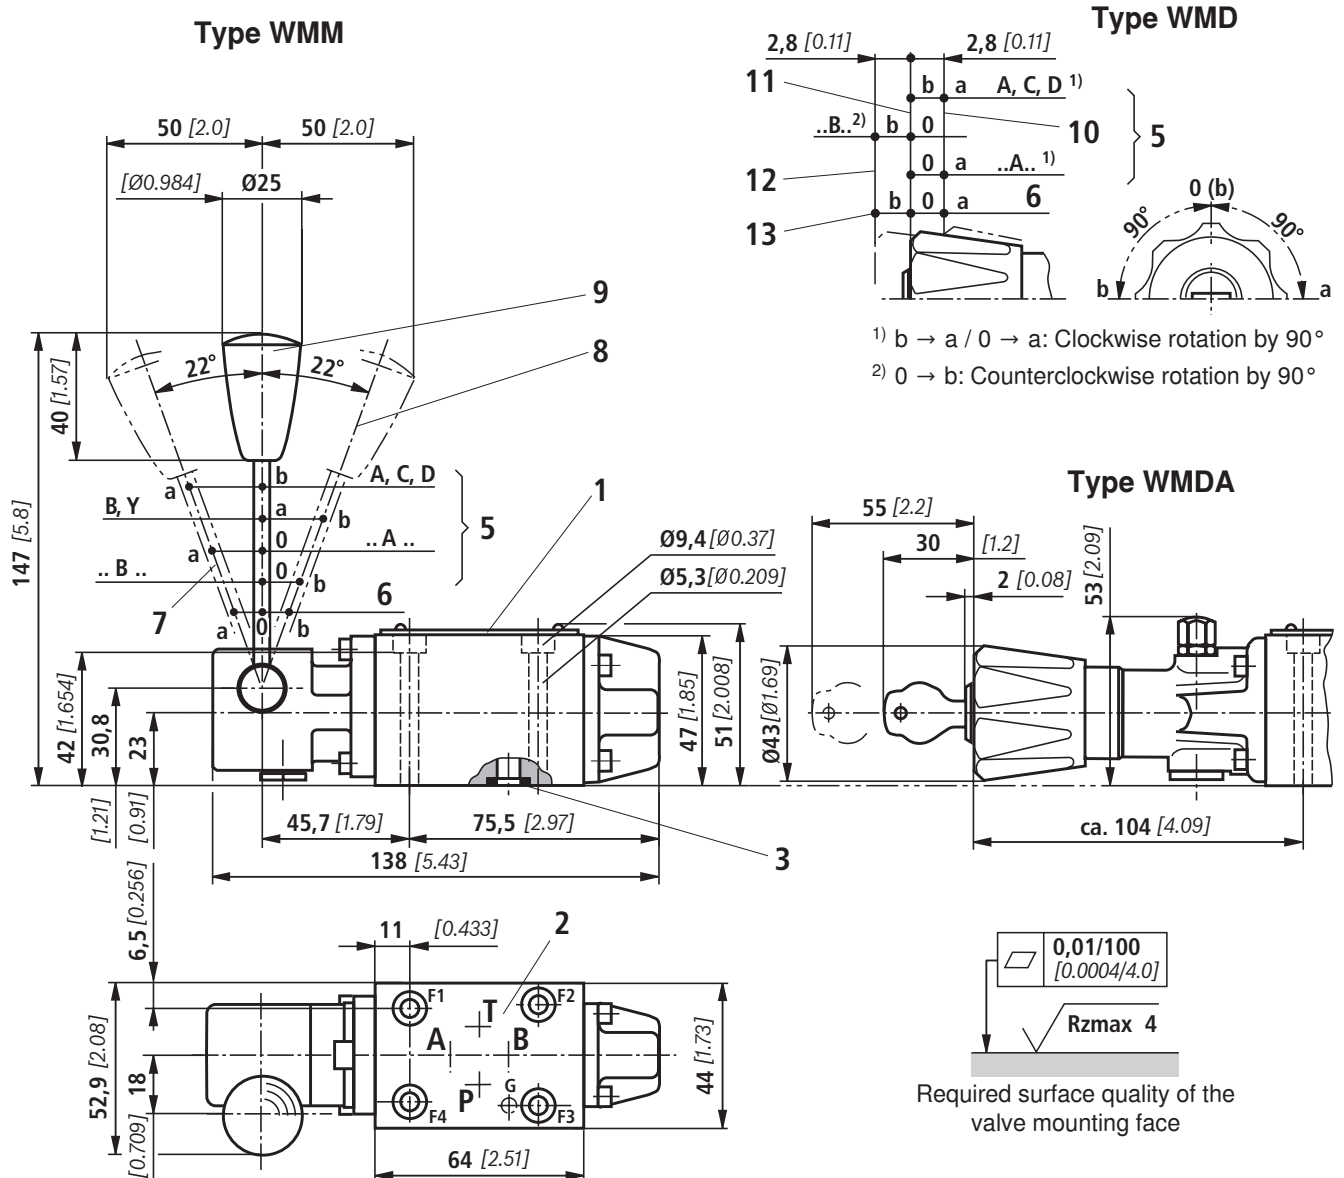 Type WMM
50 [2.0]
50 [2.0]
[Ø0.984]
Ø25
9
8
22°
22°
40 [1.57]
147 [5.8]
b
A, C, D
a
B, Y
a
b
0
.. A ..
a
.. B ..
0
b
5
7
6
a
0
b
1
Ø9,4 [Ø0.37]
Ø5,3 [Ø0.209]
42 [1.654]
30,8
[1.21]
23
[0.91]
47 [1.85]
51 [2.008]
45,7 [1.79]
75,5 [2.97]
138 [5.43]
3
Type WMD
2,8 [0.11]
2,8 [0.11]
11
b
a
A, C, D 1)
..B.. 2)
b
0
10
5
12
0
a
..A.. 1)
13
b
0
a
6
0 (b)
90°
90°
b
a
1) b → a / 0 → a: Clockwise rotation by 90°
2) 0 → b: Counterclockwise rotation by 90°
Type WMDA
55 [2.2]
30
[1.2]
2 [0.08]
53 [2.09]
Ø43 [Ø1.69]
ca. 104 [4.09]
6,5 [0.256]
11
[0.433]
2
F1
F2
T
A
B
P
G
F4
F3
52,9 [2.08]
18
[0.709]
44 [1.73]
64 [2.51]
0,01/100
[0.0004/4.0]
Rzmax 4
Required surface quality of the
valve mounting face